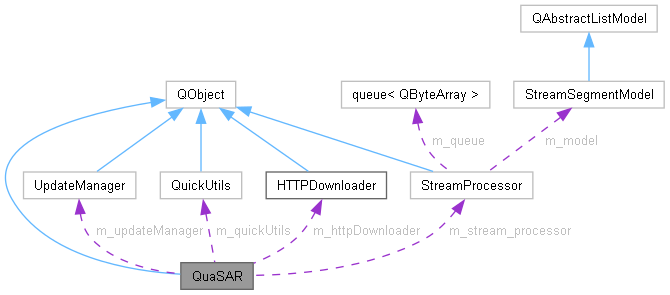 QAbstractListModel
QObject
queue< QByteArray >
StreamSegmentModel
m_queue
m_model
UpdateManager
QuickUtils
HTTPDownloader
StreamProcessor
m_updateManager
m_quickUtils
m_httpDownloader
m_stream_processor
QuaSAR